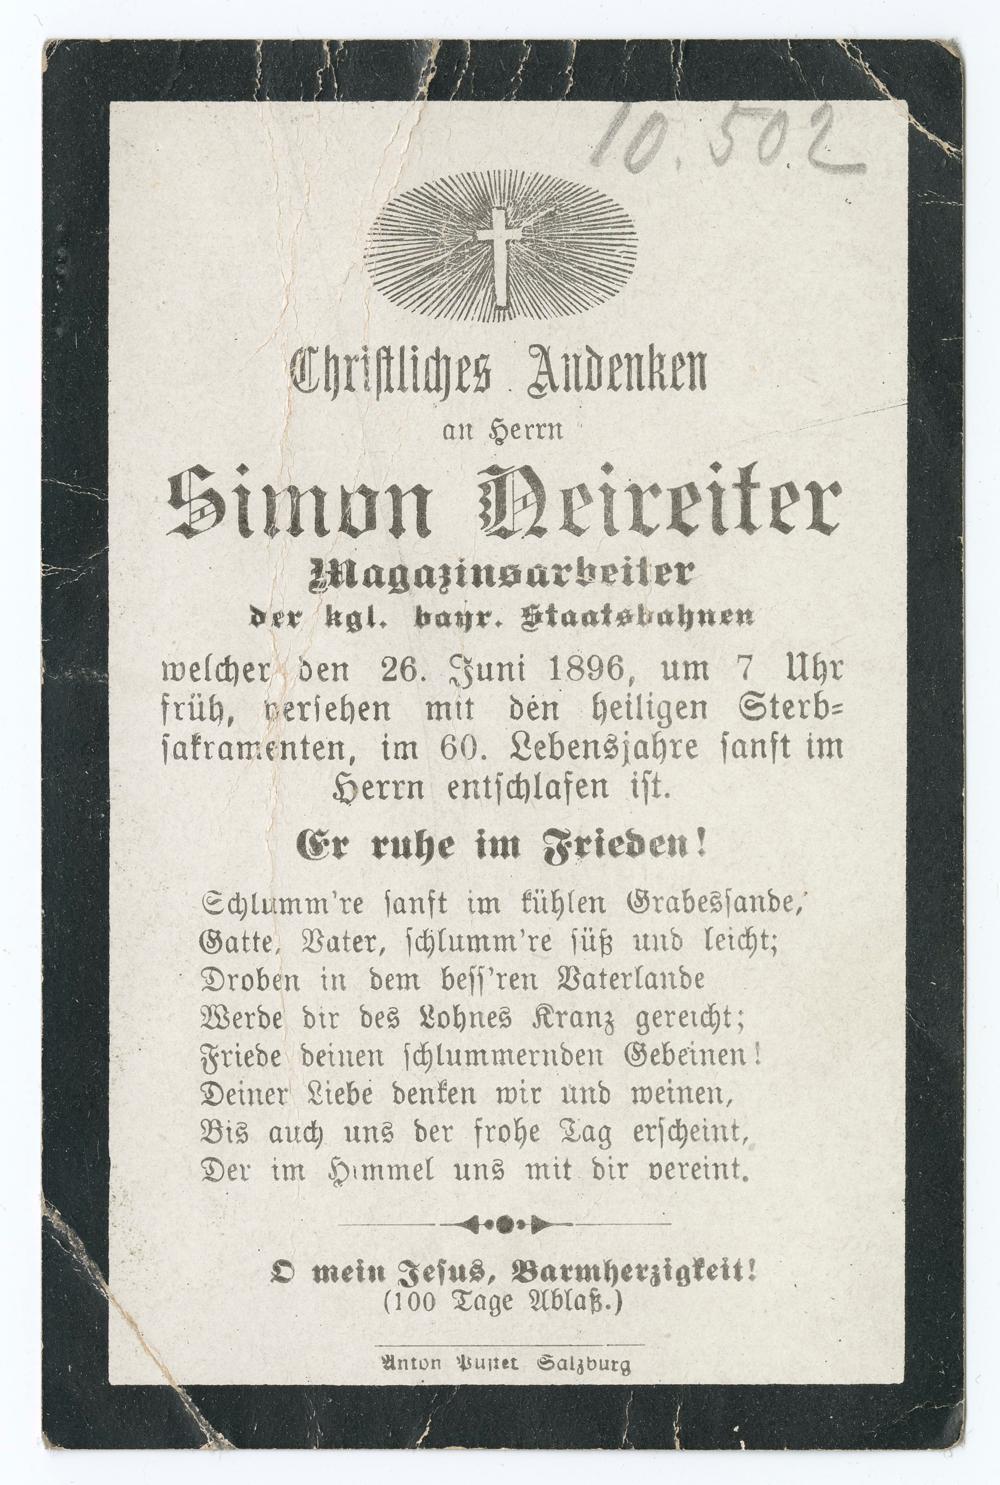 10.502
Christliches Andenken
an Herrn
Simon Neireiter
Magazinsarbeiter
der kgl. bayr. Staatsbahnen
welcher den 26. Juni 1896, um 7 Uhr
früh, versehen mit den heiligen Sterb-
sakramenten, im 60. Lebensjahre sanft im
Herrn entschlafen ist.
Er ruhe im Frieden!
Schlumm're sanft im kühlen Grabessande,
Gatte, Vater, schlumm're süß und leicht;
Droben in dem bess'ren Vaterlande
Werde dir des Lohnes Kranz gereicht;
Friede deinen schlummernden Gebeinen!
Deiner Liebe denken wir und weinen,
Bis auch uns der frohe Tag erscheint,
Der im Himmel uns mit dir vereint.
O mein Jesus, Barmherzigkeit!
(100 Tage Ablaß.)
Anton Pustet Salzburg